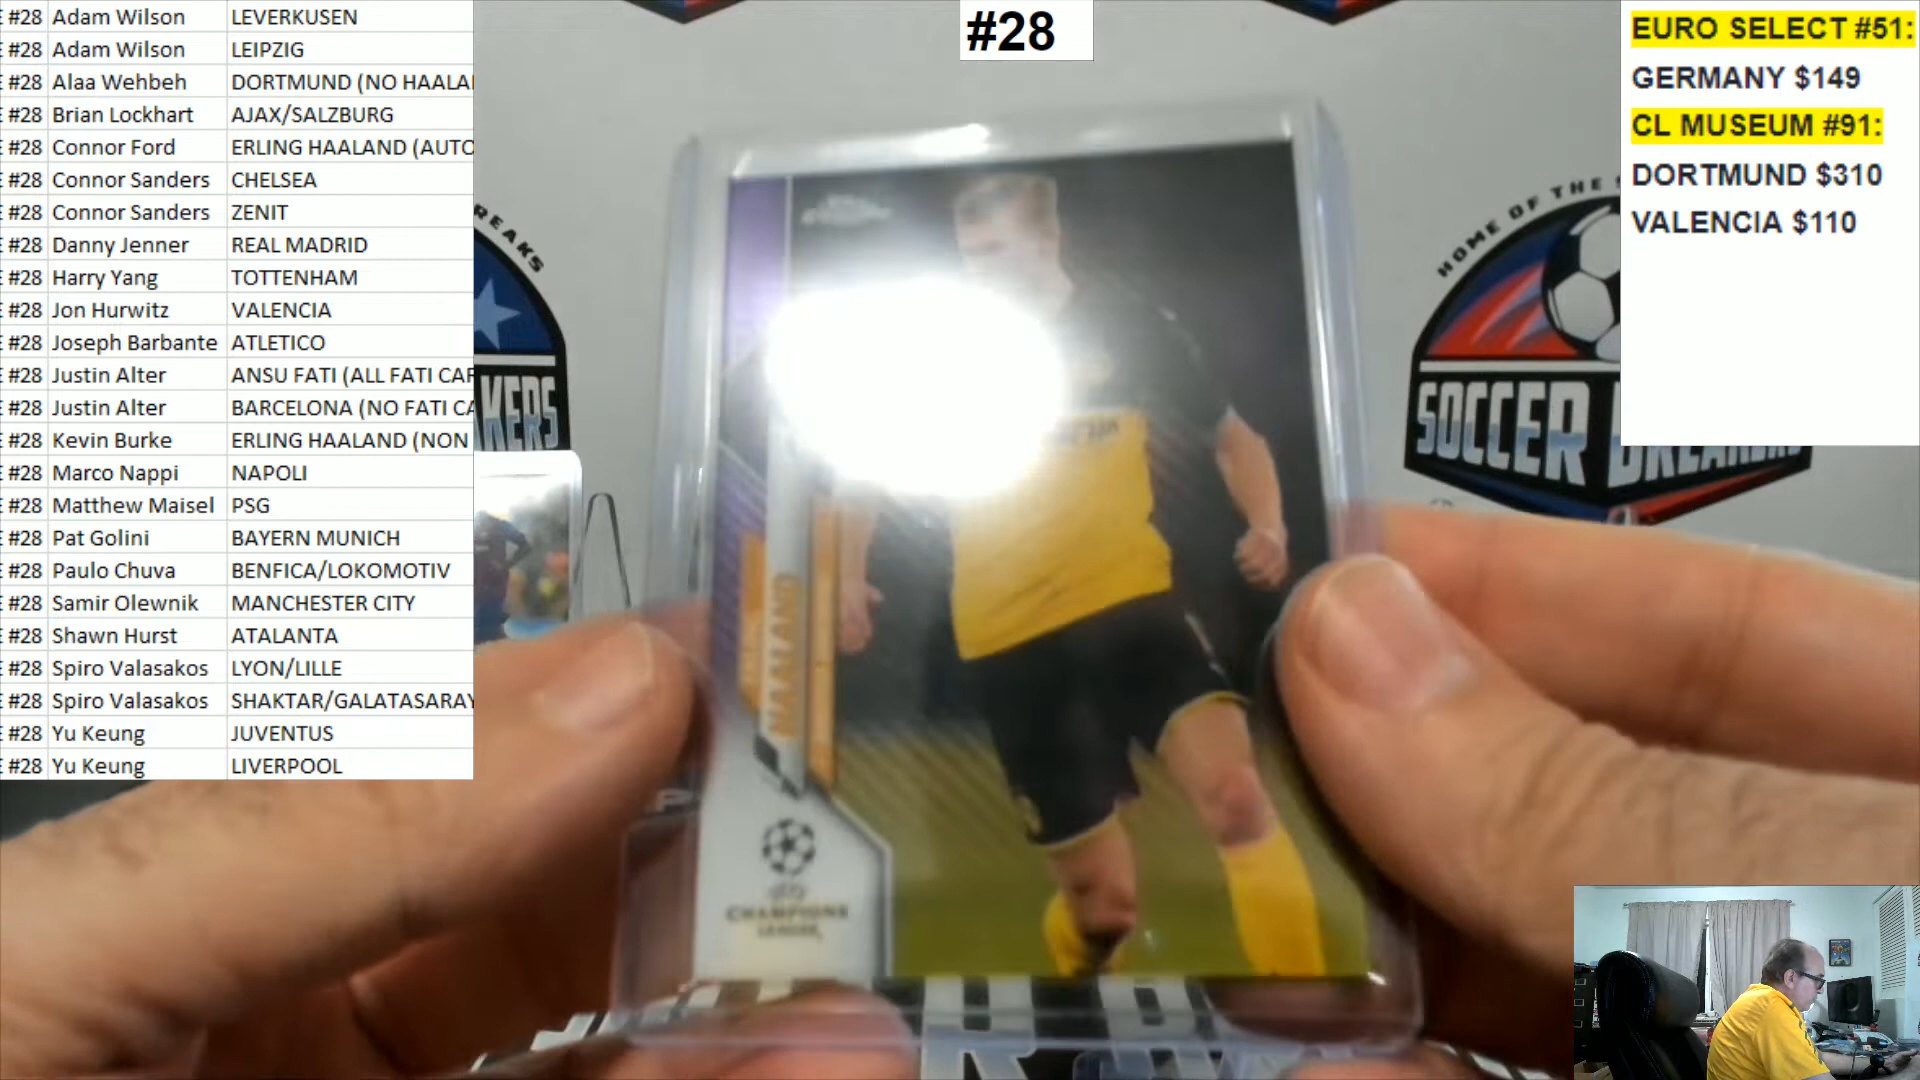 E #28 Adam Wilson LEVERKUSEN
E #28 Adam Wilson LEIPZIG
E #28 Alaa Wehbeh DORTMUND (NO HAALA
E #28 Brian Lockhart AJAX/SALZBURG
E #28 Connor Ford ERLING HAALAND (AUTO
E #28 Connor Sanders CHELSEA
E #28 Connor Sanders ZENIT
E #28 Danny Jenner REAL MADRID
E #28 Harry Yang TOTTENHAM
E #28 Jon Hurwitz VALENCIA
E #28 Joseph Barbante ATLETICO
E #28 Justin Alter ANSU FATI (ALL FATI CAR
E #28 Justin Alter BARCELONA (NO FATI CA
E #28 Kevin Burke ERLING HAALAND (NON
E #28 Marco Nappi NAPOLI
E #28 Matthew Maisel PSG
E #28 Pat Golini BAYERN MUNICH
E #28 Paulo Chuva BENFICA/LOKOMOTIV
E #28 Samir Olewnik MANCHESTER CITY
E #28 Shawn Hurst ATALANTA
E #28 Spiro Valasakos LYON/LILLE
E #28 Spiro Valasakos SHAKTAR/GALATASARAY
E #28 Yu Keung JUVENTUS
E #28 Yu Keung LIVERPOOL
#28
EURO SELECT #51:
GERMANY $149
CL MUSEUM #91:
DORTMUND $310
VALENCIA $110
REAKS
KERS
HOME OF THE
SOCCER BREAKERS
HAALAND
CHAMPIONS
LEAGUE